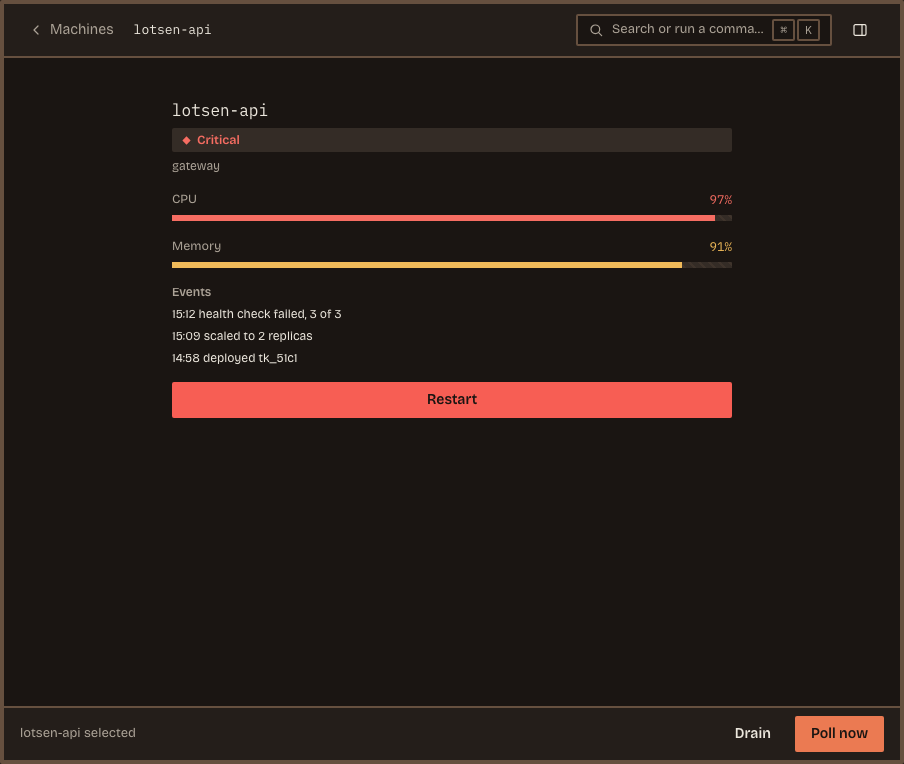 Machines lotsen-api Search or run a comma... ⌘ K
lotsen-api
Critical
gateway
CPU 97%
Memory 91%
Events
15:12 health check failed, 3 of 3
15:09 scaled to 2 replicas
14:58 deployed tk_51c1
Restart
lotsen-api selected Drain Poll now